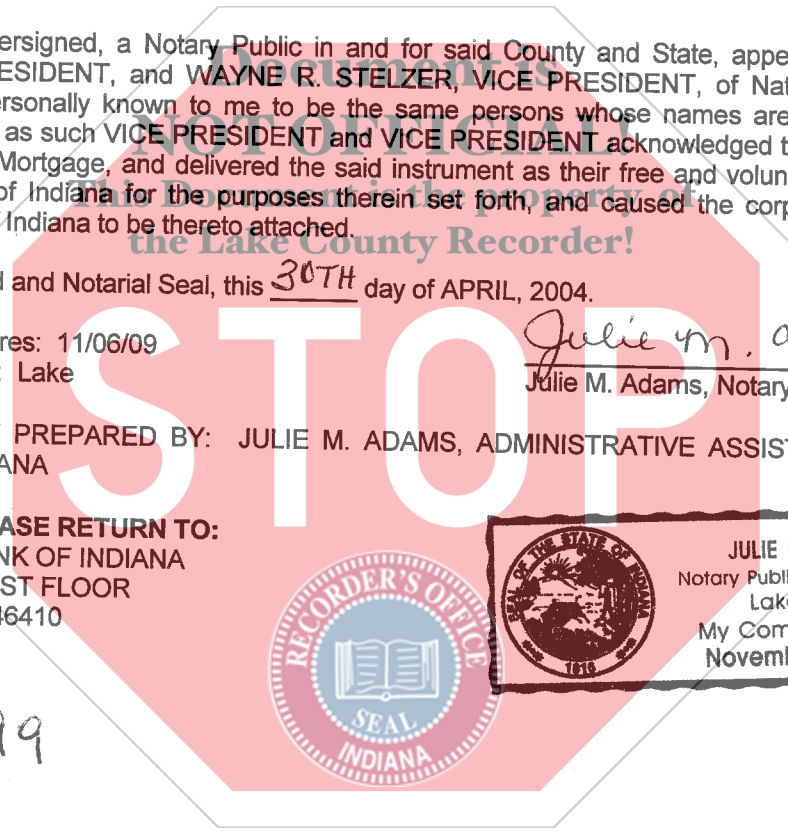 ersigned, a Notary Public in and for said County and State, appe
ESIDENT, and WAYNE R. STELZER, VICE PRESIDENT, of Nat
ersonally known to me to be the same persons whose names are
as such VICE PRESIDENT and VICE PRESIDENT acknowledged t
Mortgage, and delivered the said instrument as their free and volun
of Indiana for the purposes therein set forth, and caused the corp
Indiana to be thereto attached.
Document is
NOT OFFICIAL!
This Document is the property of
the Lake County Recorder!
d and Notarial Seal, this 30TH day of APRIL, 2004.
res: 11/06/09
: Lake
Julie M. A
Julie M. Adams, Notary
STOP
PREPARED BY: JULIE M. ADAMS, ADMINISTRATIVE ASSIST
ANA
ASE RETURN TO:
NK OF INDIANA
ST FLOOR
46410
RECORDER'S OFFICE
SEAL
INDIANA
SEAL OF THE STATE OF INDIANA
1816
JULIE
Notary Publi
Lake
My Com
Novemb
99